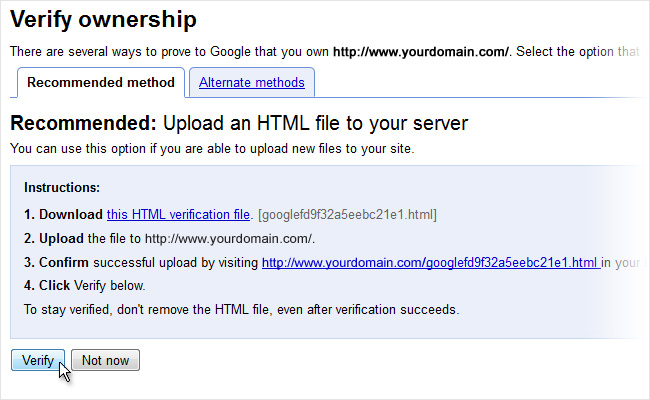 Verify ownership
There are several ways to prove to Google that you own http://www.yourdomain.com/. Select the option that
Recommended method
Alternate methods
Recommended: Upload an HTML file to your server
You can use this option if you are able to upload new files to your site.
Instructions:
1. Download this HTML verification file. [googlefd9f32a5eebc21e1.html]
2. Upload the file to http://www.yourdomain.com/.
3. Confirm successful upload by visiting http://www.yourdomain.com/googlefd9f32a5eebc21e1.html in your
4. Click Verify below.
To stay verified, don't remove the HTML file, even after verification succeeds.
Verify
Not now